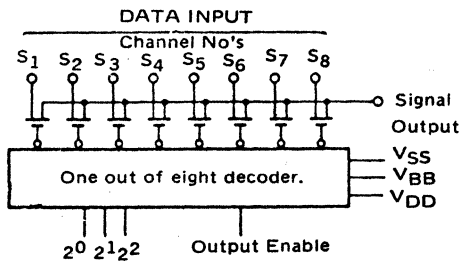 DATA INPUT
Channel No's
S1 S2 S3 S4 S5 S6 S7 S8
Signal
Output
One out of eight decoder.
VSS
VBB
VDD
2^0 2^1 2^2
Output Enable